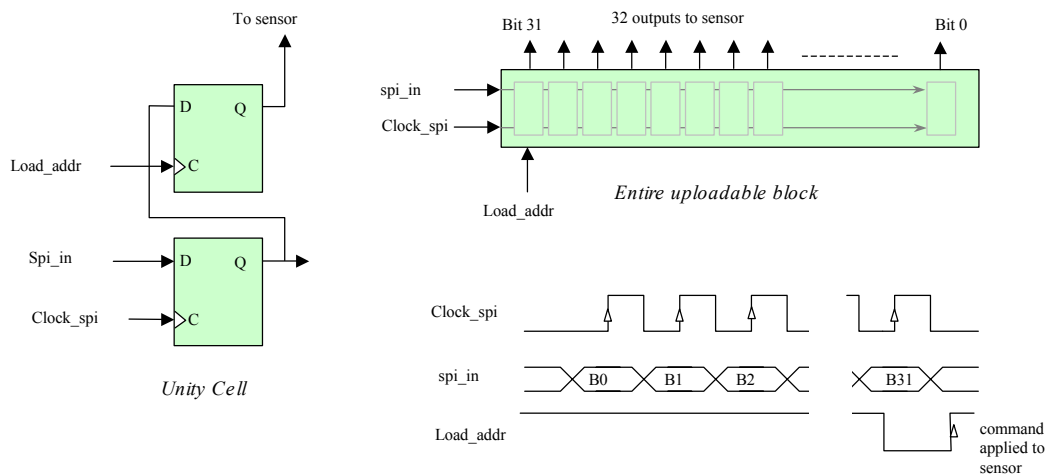 To sensor
D
Q
Load_addr
C
Spi_in
D
Q
Clock_spi
C
Unity Cell
32 outputs to sensor
Bit 31
Bit 0
spi_in
Clock_spi
Load_addr
Entire uploadable block
Clock_spi
spi_in
B0
B1
B2
B31
Load_addr
command
applied to
sensor